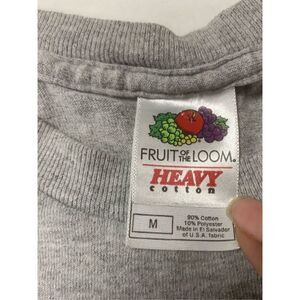 FRUIT OF THE LOOM®
HEAVY
cotton
M
90% Cotton
10% Polyester
Made in El Salvador
of U.S.A. fabric